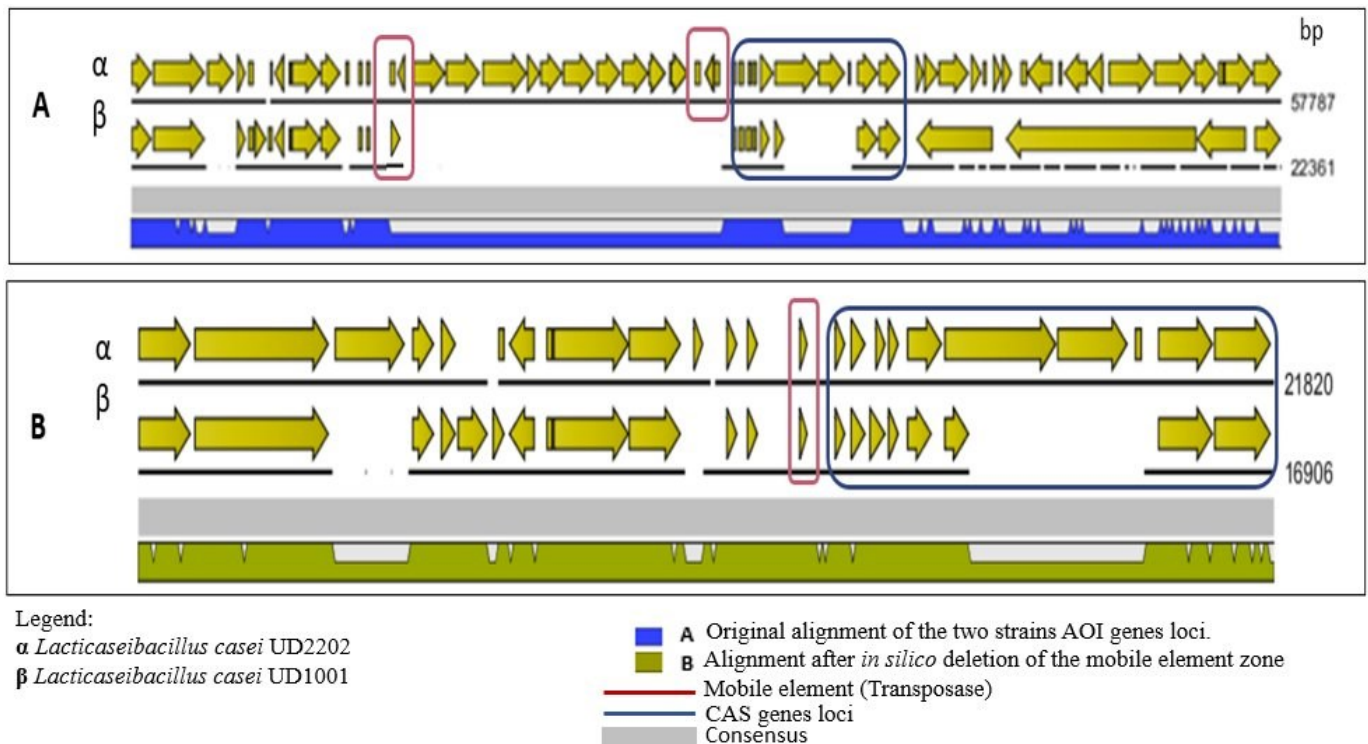 bp
α
A
β
57787
22361
α
β
21820
B
16906
Legend:
α Lacticaseibacillus casei UD2202
β Lacticaseibacillus casei UD1001
A Original alignment of the two strains AOI genes loci.
B Alignment after in silico deletion of the mobile element zone
Mobile element (Transposase)
CAS genes loci
Consensus